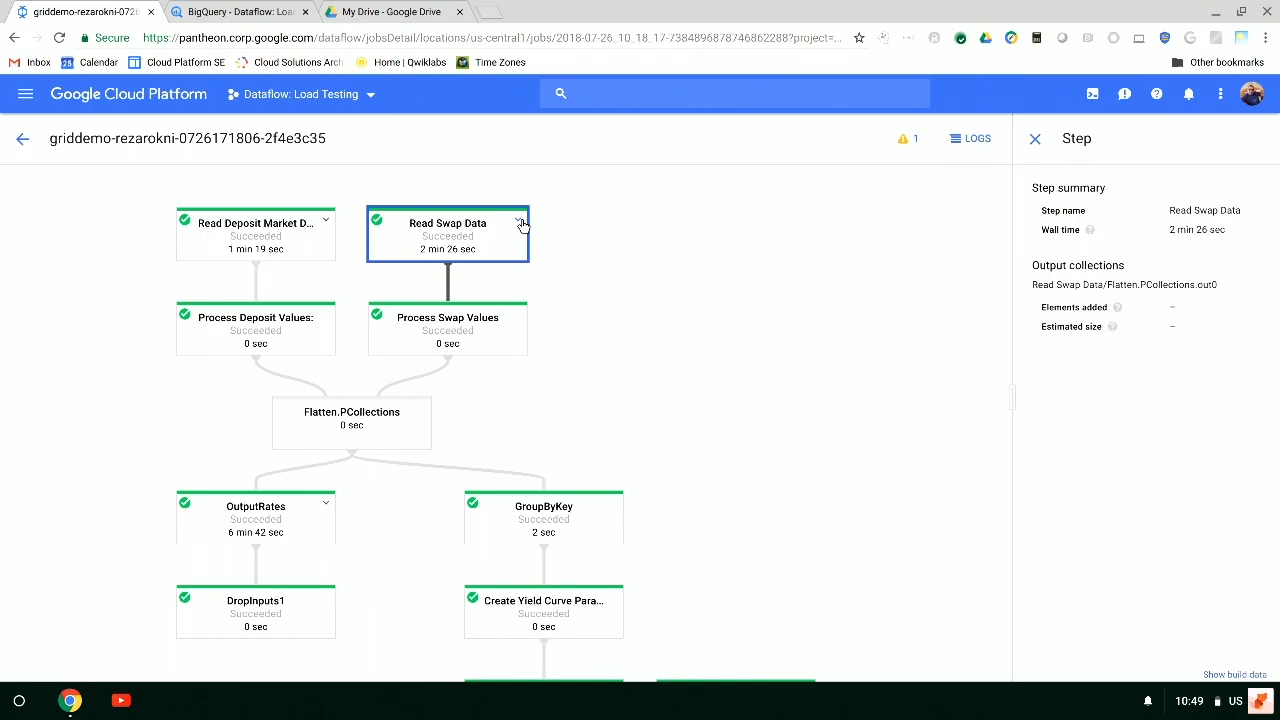 griddemo-rezarokni-0726
BigQuery - Dataflow: Loa
My Drive - Google Drive
Secure
https://pantheon.corp.google.com/dataflow/jobsDetail/locations/us-central1/jobs/2018-07-26_10_18_17-7384896878746862288?project=...
Inbox
Calendar
Cloud Platform SE
Cloud Solutions Arch
Home | Qwiklabs
Time Zones
Other bookmarks
Google Cloud Platform
Dataflow: Load Testing
griddemo-rezarokni-0726171806-2f4e3c35
1
LOGS
Step
Read Deposit Market D...
Succeeded
1 min 19 sec
Read Swap Data
Succeeded
2 min 26 sec
Process Deposit Values:
Succeeded
0 sec
Process Swap Values
Succeeded
0 sec
Flatten.PCollections
0 sec
OutputRates
Succeeded
6 min 42 sec
GroupByKey
Succeeded
2 sec
DropInputs1
Succeeded
0 sec
Create Yield Curve Para...
Succeeded
0 sec
Step summary
Step name Read Swap Data
Wall time 2 min 26 sec
Output collections
Read Swap Data/Flatten.PCollections.out0
Elements added –
Estimated size –
Show build data
10:49 US